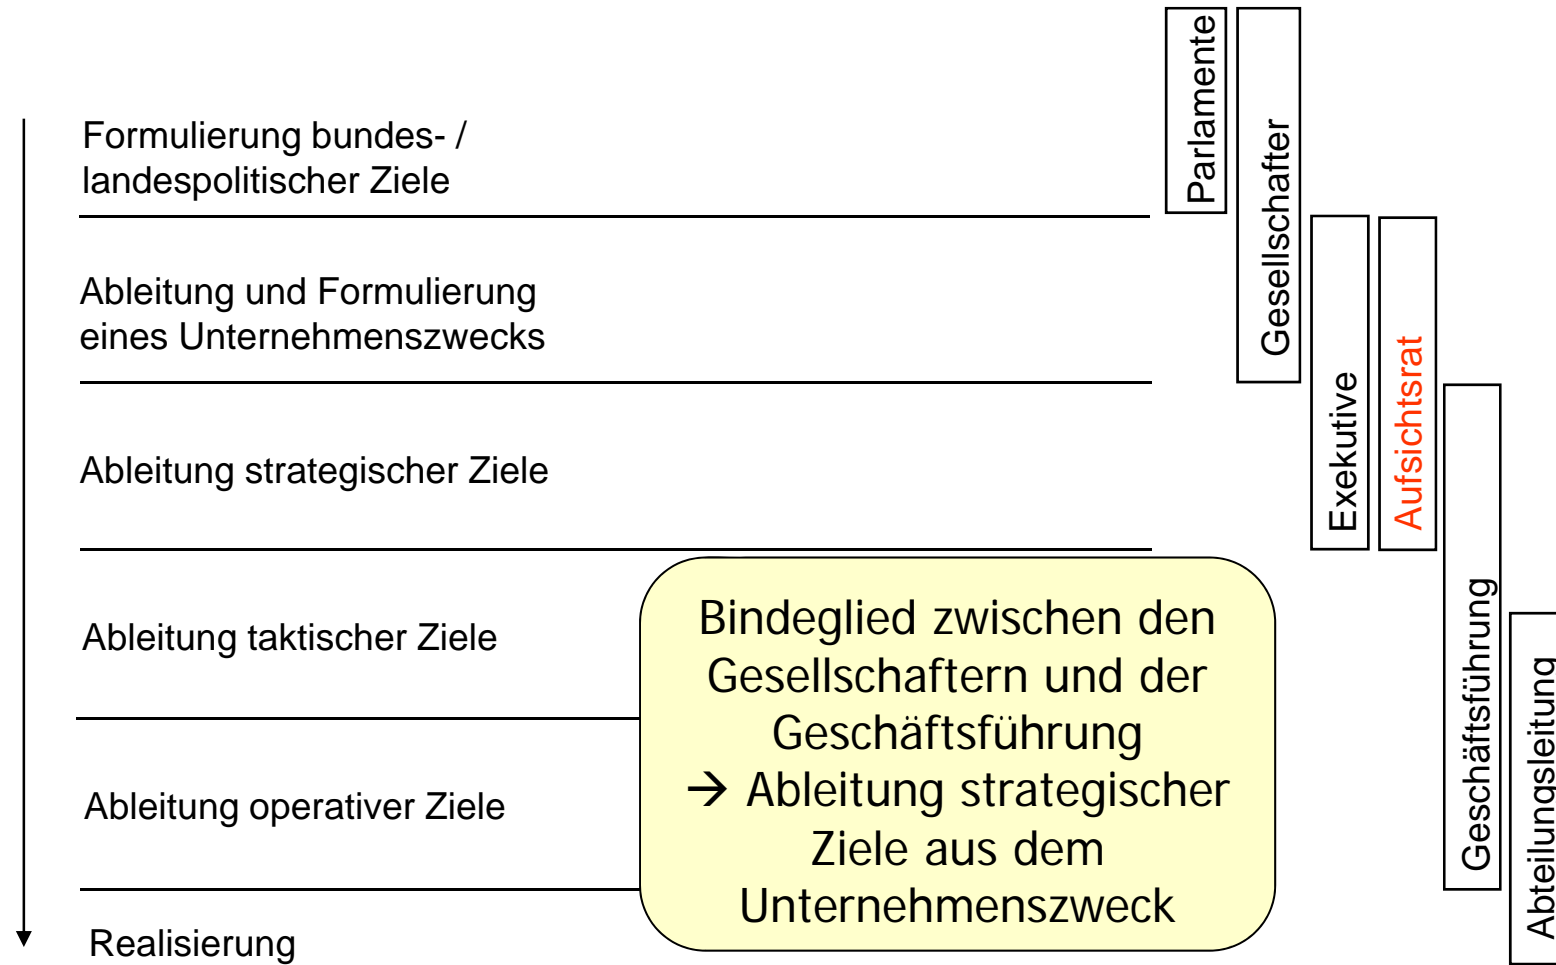 Formulierung bundes- /
landespolitischer Ziele
Ableitung und Formulierung
eines Unternehmenszwecks
Ableitung strategischer Ziele
Ableitung taktischer Ziele
Ableitung operativer Ziele
Realisierung
Bindeglied zwischen den
Gesellschaftern und der
Geschäftsführung
→ Ableitung strategischer
Ziele aus dem
Unternehmenszweck
Parlamente
Gesellschafter
Exekutive
Aufsichtsrat
Geschäftsführung
Abteilungsleitung